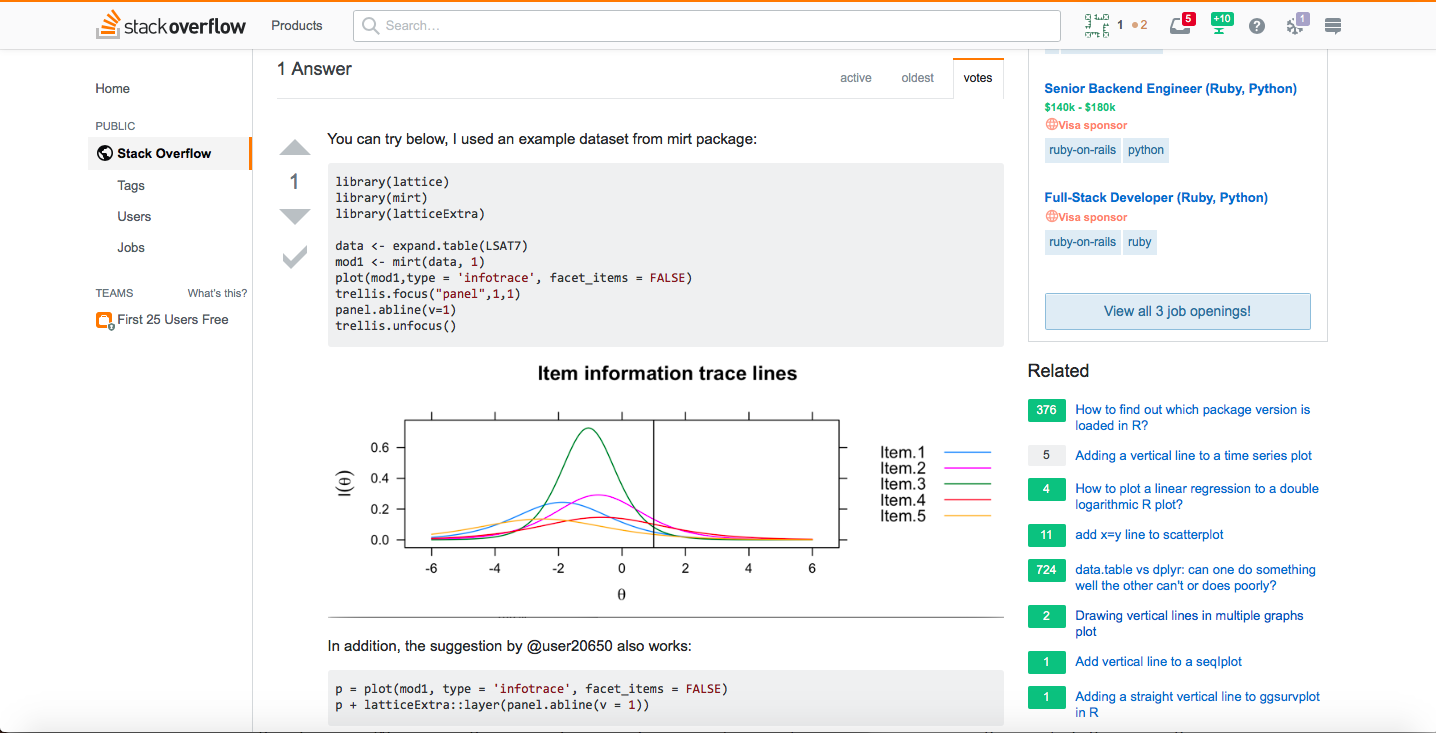 stackoverflow
Products
Search...
1
2
5
+10
1
Home
PUBLIC
Stack Overflow
Tags
Users
Jobs
TEAMS
What's this?
First 25 Users Free
1 Answer
active
oldest
votes
1
You can try below, I used an example dataset from mirt package:
library(lattice)
library(mirt)
library(latticeExtra)
data <- expand.table(LSAT7)
mod1 <- mirt(data, 1)
plot(mod1,type = 'infotrace', facet_items = FALSE)
trellis.focus("panel",1,1)
panel.abline(v=1)
trellis.unfocus()
Item information trace lines
I(θ)
0.6
0.4
0.2
0.0
-6 -4 -2 0 2 4 6
θ
Item.1
Item.2
Item.3
Item.4
Item.5
In addition, the suggestion by @user20650 also works:
p = plot(mod1, type = 'infotrace', facet_items = FALSE)
p + latticeExtra::layer(panel.abline(v = 1))
Senior Backend Engineer (Ruby, Python)
$140k - $180k
Visa sponsor
ruby-on-rails python
Full-Stack Developer (Ruby, Python)
Visa sponsor
ruby-on-rails ruby
View all 3 job openings!
Related
376 How to find out which package version is
loaded in R?
5 Adding a vertical line to a time series plot
4 How to plot a linear regression to a double
logarithmic R plot?
11 add x=y line to scatterplot
724 data.table vs dplyr: can one do something
well the other can't or does poorly?
2 Drawing vertical lines in multiple graphs
plot
1 Add vertical line to a seqIplot
1 Adding a straight vertical line to ggsurvplot
in R